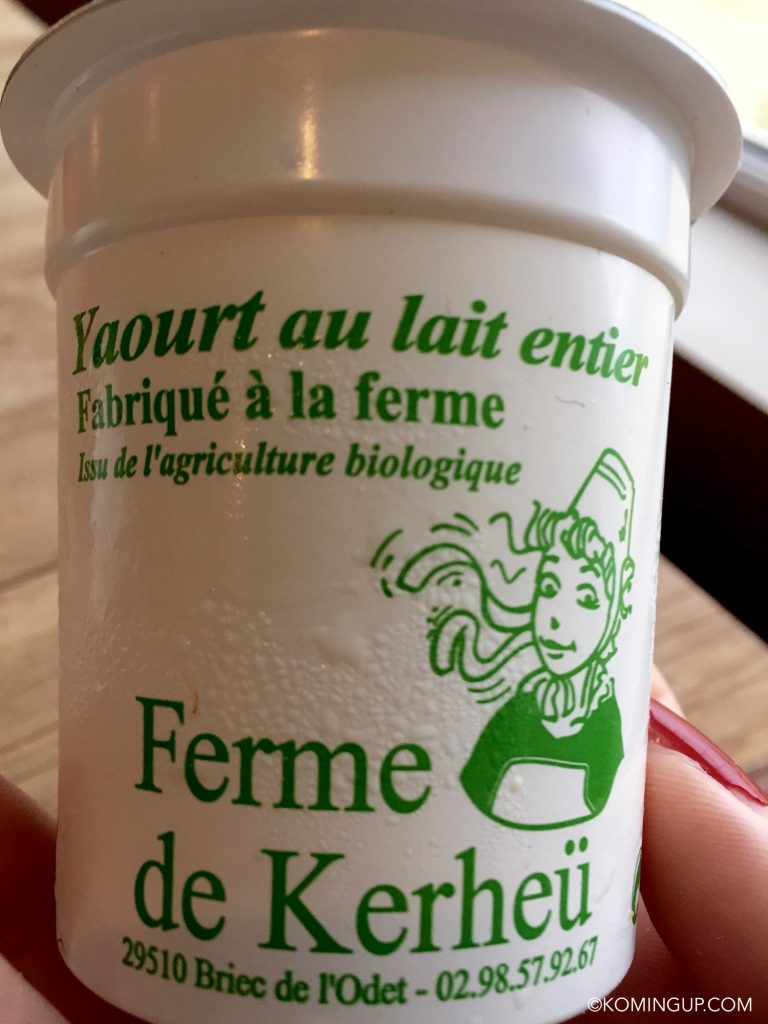 Yaourt au lait entier
Fabriqué à la ferme
Issu de l'agriculture biologique
Ferme
de Kerheü
29510 Briec de l'Odet - 02.98.57.92.67
©KOMINGUP.COM